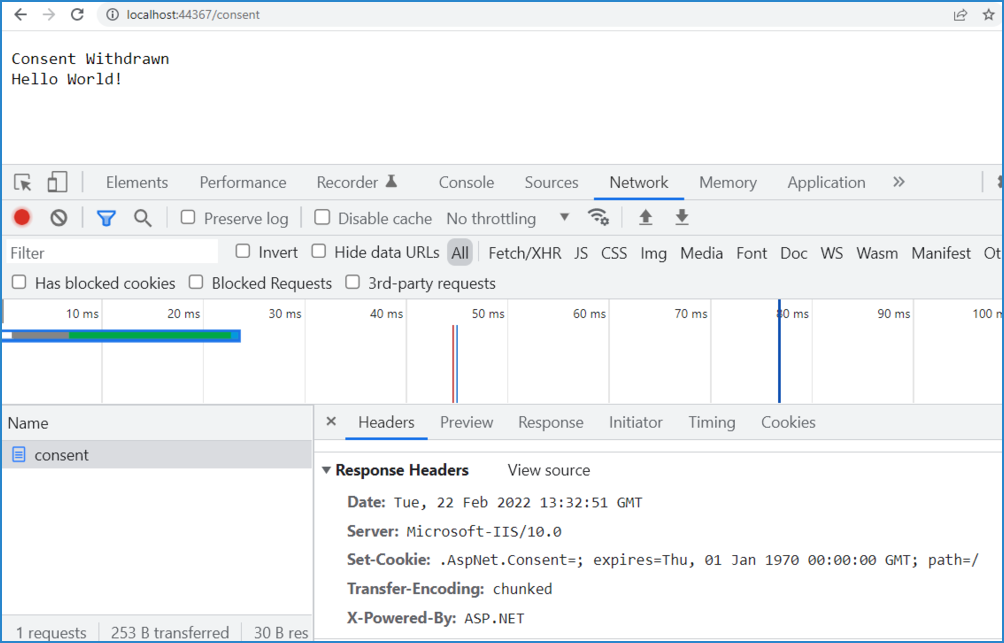 localhost:44367/consent
Consent Withdrawn
Hello World!
Elements Performance Recorder Console Sources Network Memory Application
Preserve log Disable cache No throttling
Filter Invert Hide data URLs All Fetch/XHR JS CSS Img Media Font Doc WS Wasm Manifest Ot
Has blocked cookies Blocked Requests 3rd-party requests
10 ms 20 ms 30 ms 40 ms 50 ms 60 ms 70 ms 80 ms 90 ms 100 m
Name Headers Preview Response Initiator Timing Cookies
consent
Response Headers View source
Date: Tue, 22 Feb 2022 13:32:51 GMT
Server: Microsoft-IIS/10.0
Set-Cookie: .AspNet.Consent=; expires=Thu, 01 Jan 1970 00:00:00 GMT; path=/
Transfer-Encoding: chunked
X-Powered-By: ASP.NET
1 requests 253 B transferred 30 B res